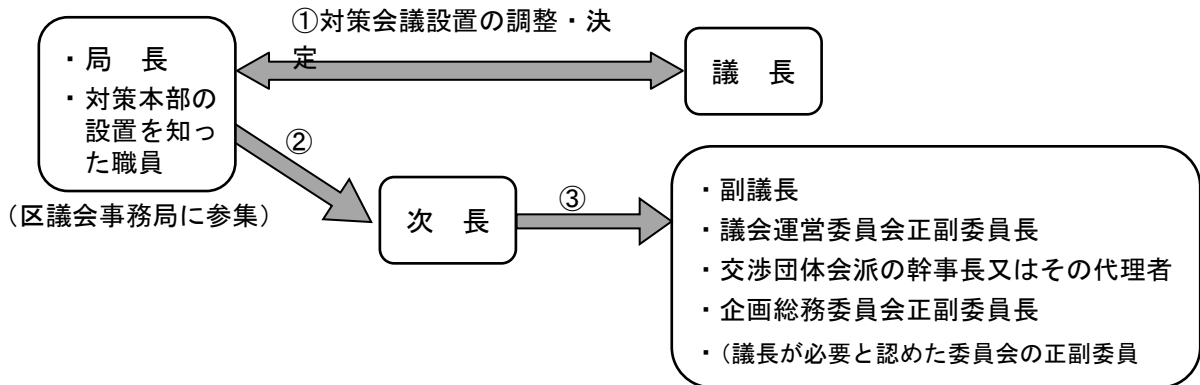 ①対策会議設置の調整・決
定
・局　長
・対策本部の
設置を知っ
た職員
議　長
②
（区議会事務局に参集）
次　長
③
・副議長
・議会運営委員会正副委員長
・交渉団体会派の幹事長又はその代理者
・企画総務委員会正副委員長
・（議長が必要と認めた委員会の正副委員